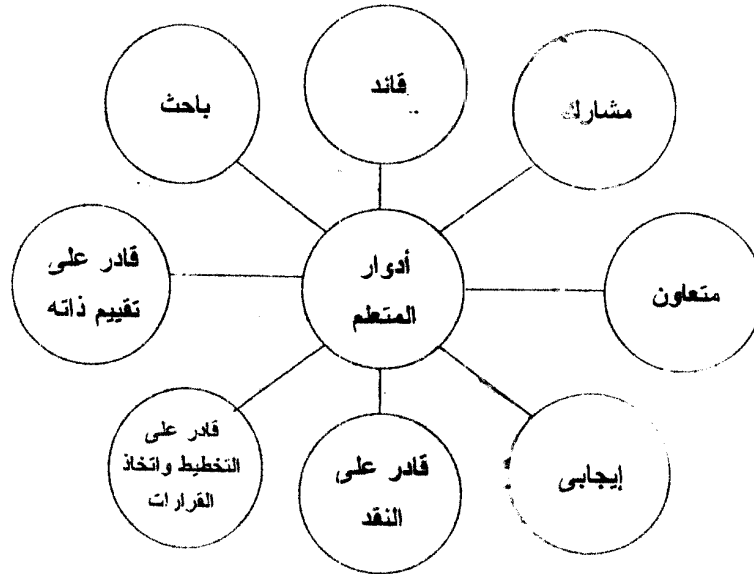 قائد
مشارك
باحث
أدوار
المتعلم
قادر على
تقييم ذاته
متعاون
قادر على
التخطيط واتخاذ
القرارات
قادر على
النقد
إيجابى